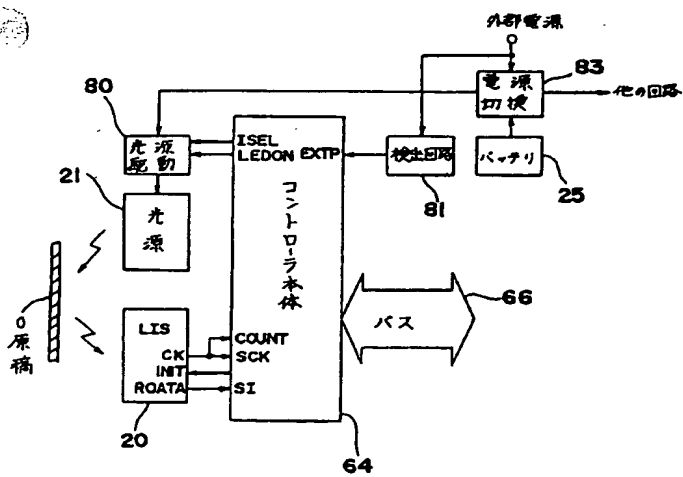 外部電源
83
電源
切換
他の回路
80
光源
駆動
ISEL
LEDON
EXTP
検出回路
バッテリ
21
81
25
光
源
コントローラ本体
66
バス
O
原稿
LIS
COUNT
CK
SCK
INIT
RDATA
SI
20
64